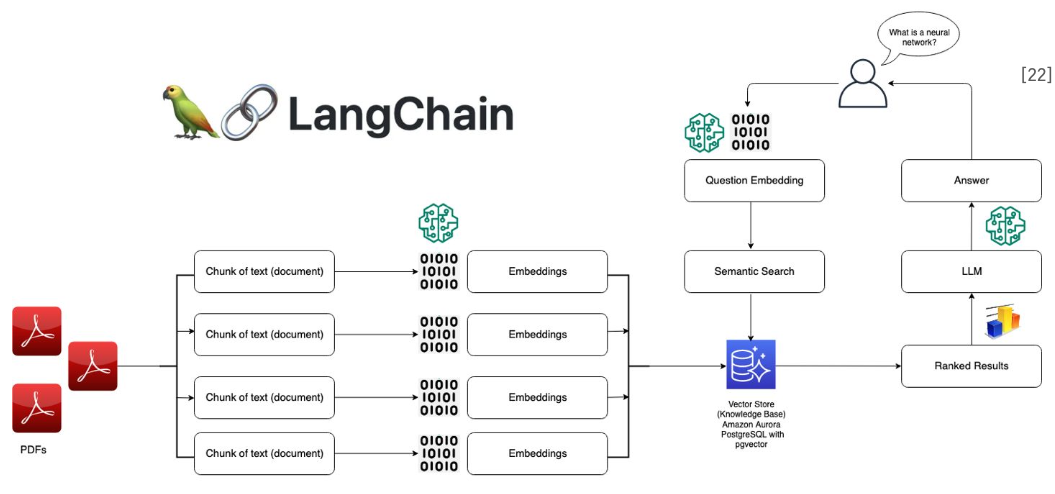 What is a neural
network?
[22]
LangChain
01010
10101
01010
Question Embedding
Answer
Semantic Search
LLM
Chunk of text (document)
01010
10101
01010
Embeddings
Chunk of text (document)
01010
10101
01010
Embeddings
Chunk of text (document)
01010
10101
01010
Embeddings
Chunk of text (document)
01010
10101
01010
Embeddings
Ranked Results
PDFs
Vector Store
(Knowledge Base)
Amazon Aurora
PostgreSQL with
pgvector